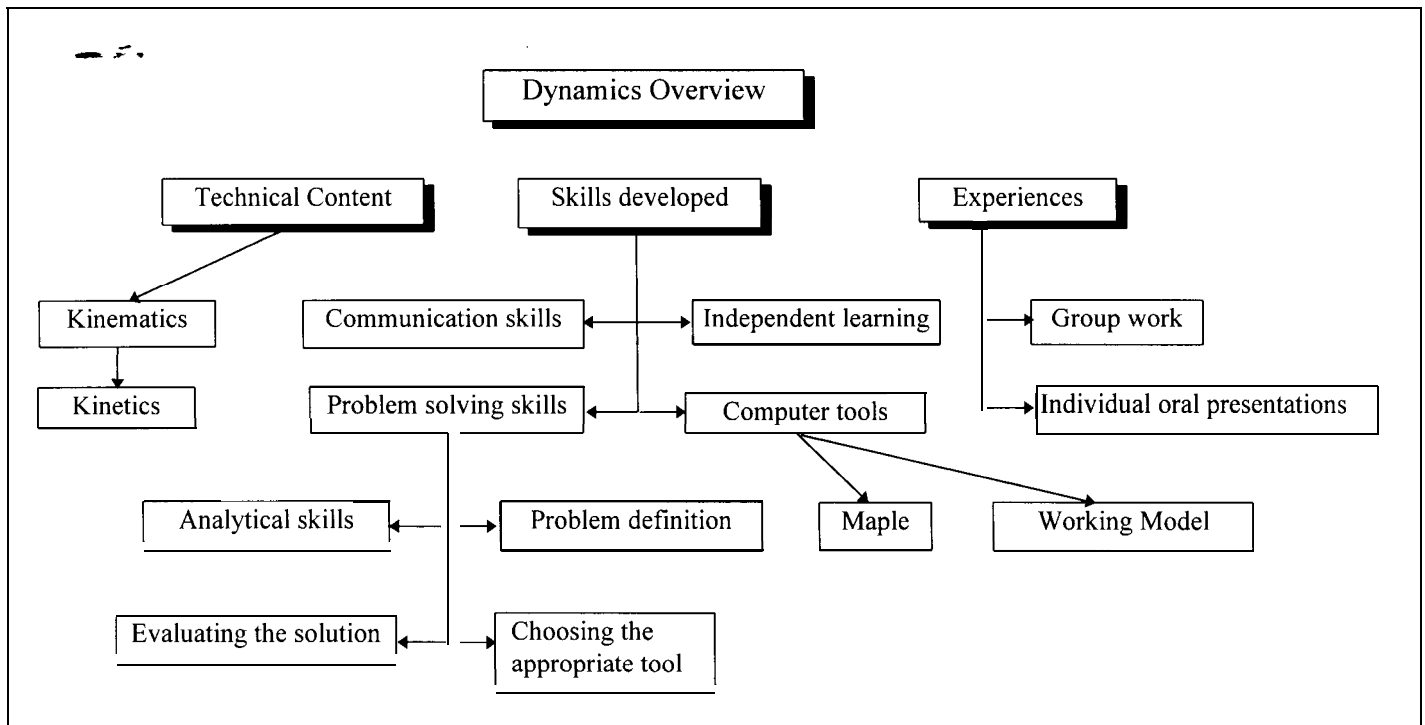 Dynamics Overview
Technical Content
Skills developed
Experiences
Kinematics
Communication skills
Independent learning
Group work
Kinetics
Problem solving skills
Computer tools
Individual oral presentations
Analytical skills
Problem definition
Maple
Working Model
Evaluating the solution
Choosing the
appropriate tool